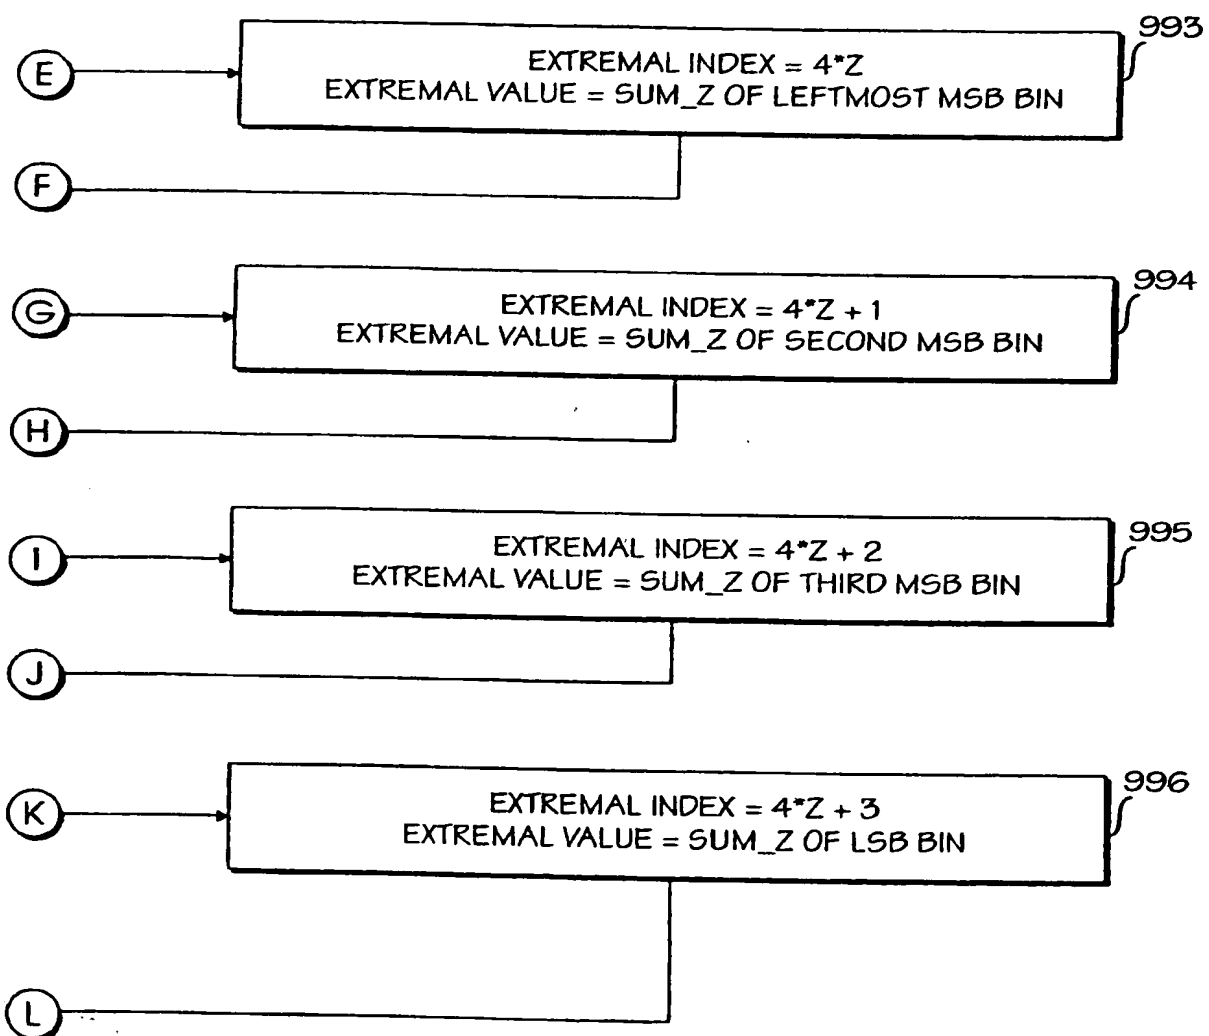 993
E
EXTREMAL INDEX = 4*Z
EXTREMAL VALUE = SUM_Z OF LEFTMOST MSB BIN
F
994
G
EXTREMAL INDEX = 4*Z + 1
EXTREMAL VALUE = SUM_Z OF SECOND MSB BIN
H
995
I
EXTREMAL INDEX = 4*Z + 2
EXTREMAL VALUE = SUM_Z OF THIRD MSB BIN
J
996
K
EXTREMAL INDEX = 4*Z + 3
EXTREMAL VALUE = SUM_Z OF LSB BIN
L